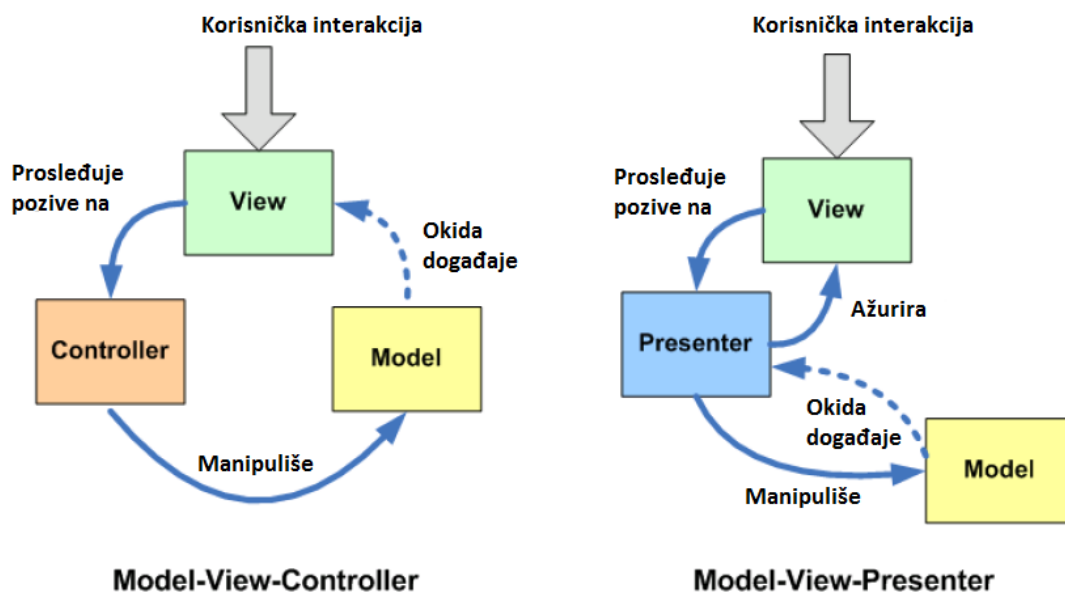 Korisnička interakcija
Prosleđuje
pozive na
View
Okida
događaje
Controller
Model
Manipuliše
Model-View-Controller
Korisnička interakcija
Prosleđuje
pozive na
View
Ažurira
Presenter
Okida
događaje
Model
Manipuliše
Model-View-Presenter